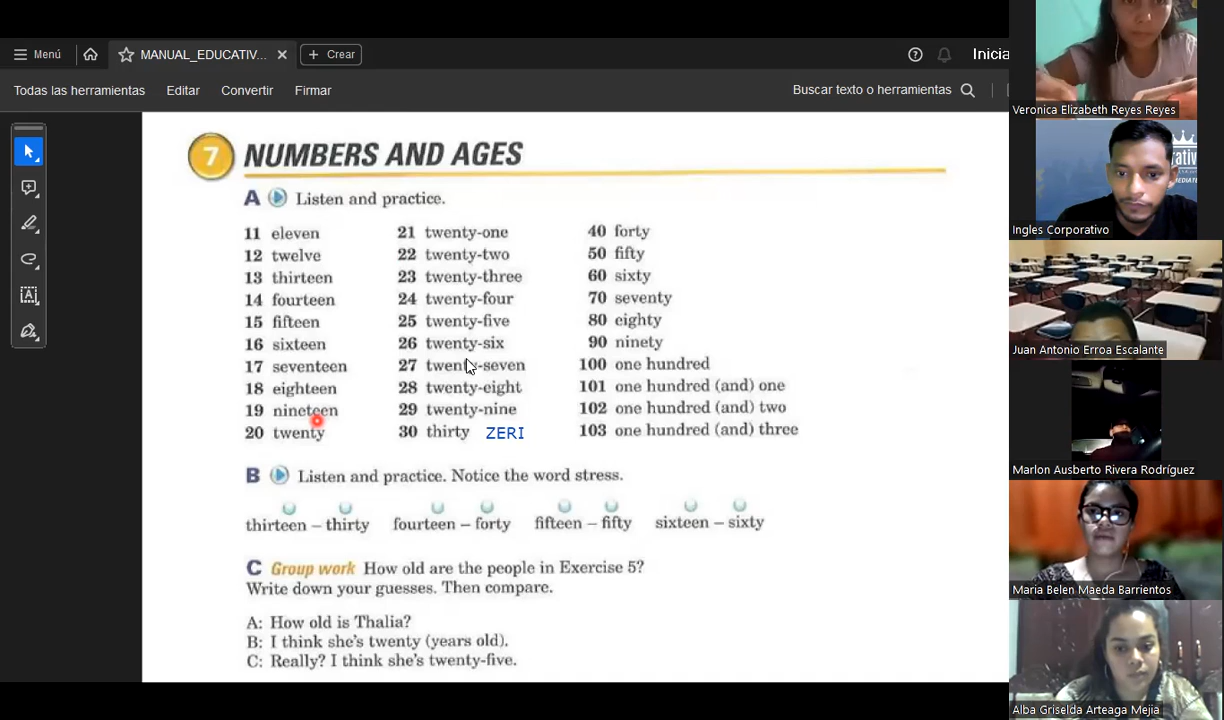 Menú
MANUAL_EDUCATIV...
Crear
Inicia
Todas las herramientas
Editar
Convertir
Firmar
Buscar texto o herramientas
7 NUMBERS AND AGES
A Listen and practice.
11 eleven
12 twelve
13 thirteen
14 fourteen
15 fifteen
16 sixteen
17 seventeen
18 eighteen
19 nineteen
20 twenty
21 twenty-one
22 twenty-two
23 twenty-three
24 twenty-four
25 twenty-five
26 twenty-six
27 twenty-seven
28 twenty-eight
29 twenty-nine
30 thirty ZERI
40 forty
50 fifty
60 sixty
70 seventy
80 eighty
90 ninety
100 one hundred
101 one hundred (and) one
102 one hundred (and) two
103 one hundred (and) three
B Listen and practice. Notice the word stress.
thirteen – thirty fourteen – forty fifteen – fifty sixteen – sixty
C Group work How old are the people in Exercise 5?
Write down your guesses. Then compare.
A: How old is Thalia?
B: I think she's twenty (years old).
C: Really? I think she's twenty-five.
Veronica Elizabeth Reyes Reyes
Ingles Corporativo
Juan Antonio Erroa Escalante
Marlon Ausberto Rivera Rodríguez
Maria Belen Maeda Barrientos
Alba Griselda Arteaga Mejia